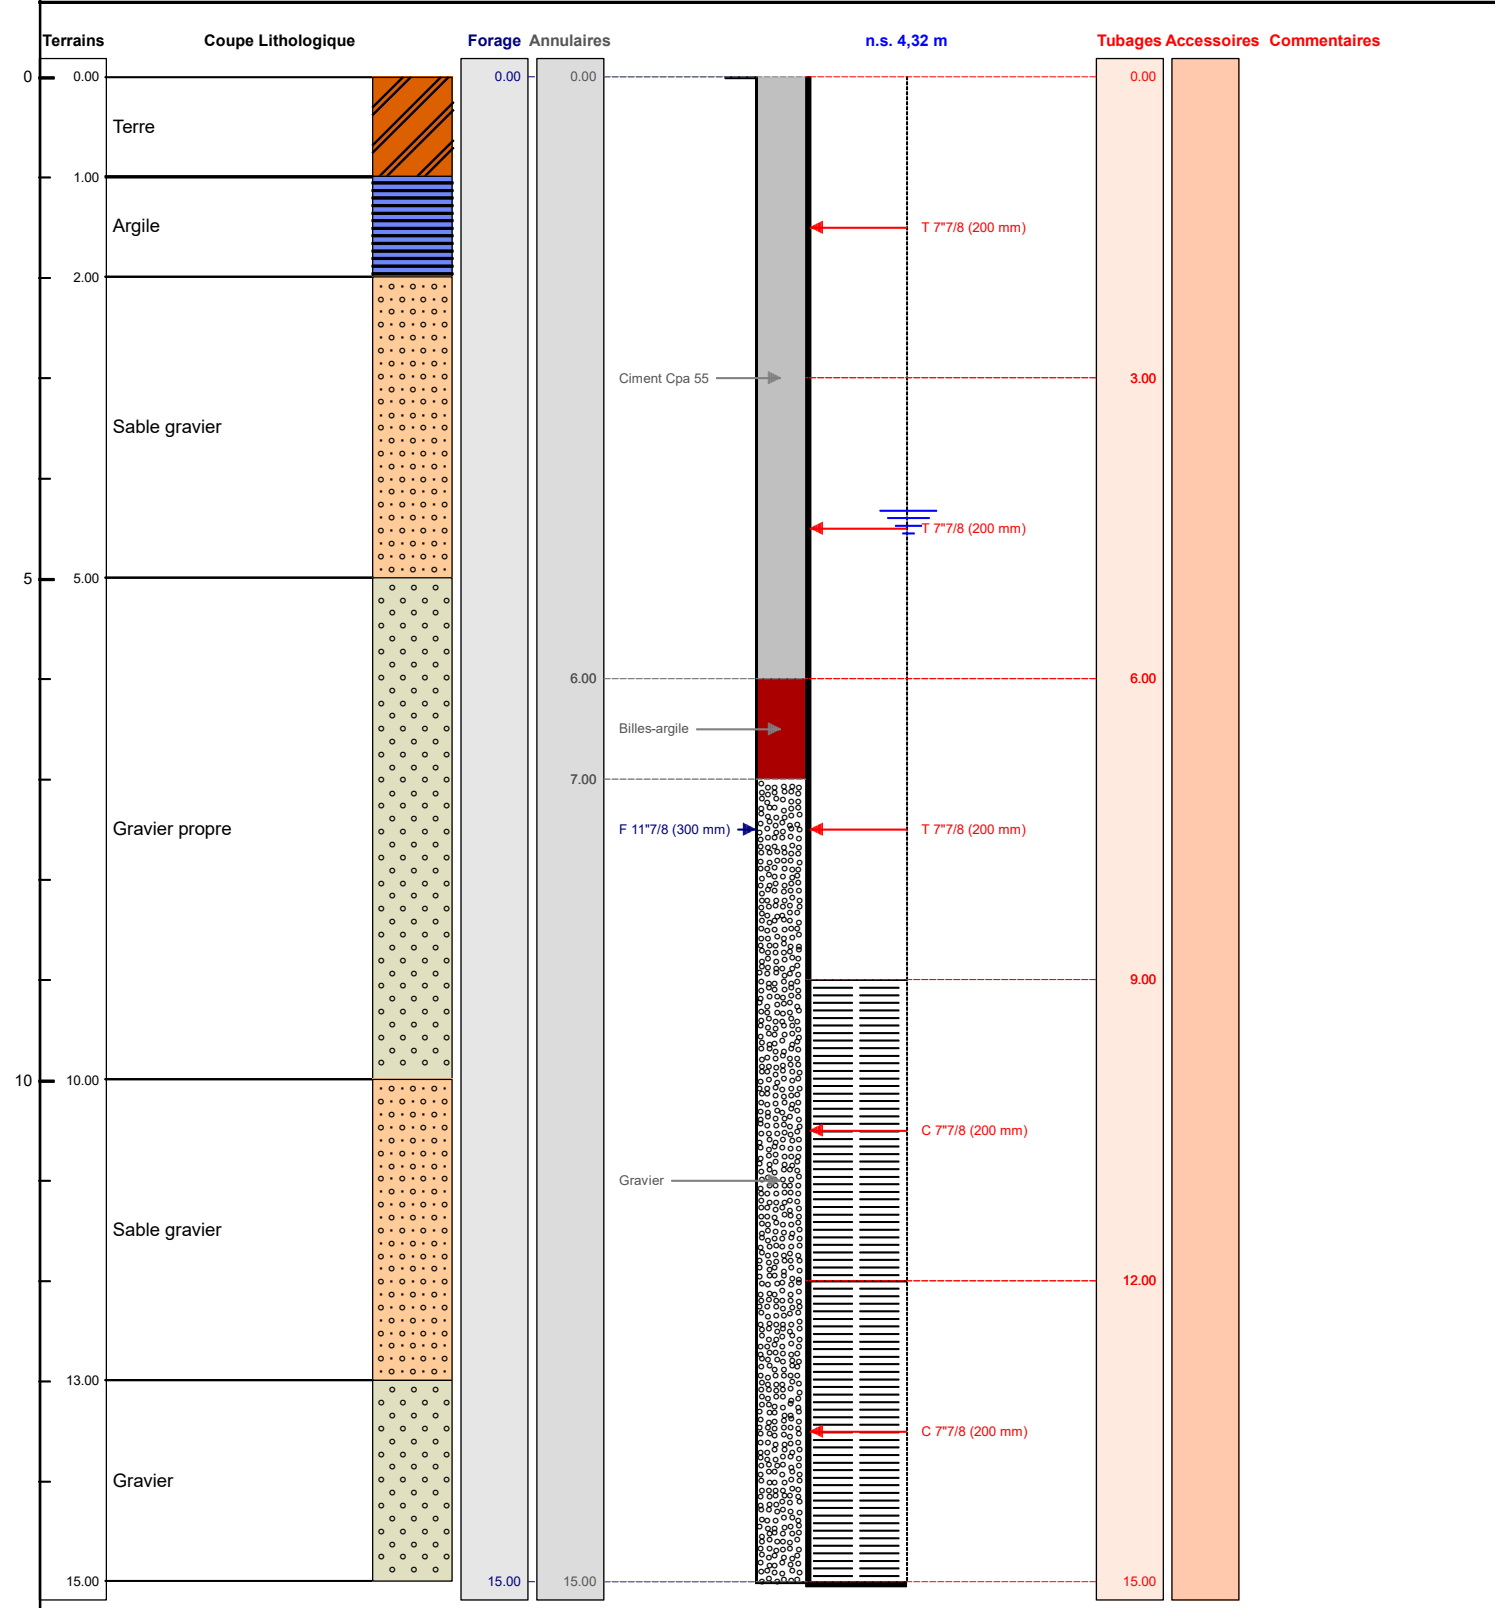 Terrains Coupe Lithologique Forage Annulaires n.s. 4,32 m Tubages Accessoires Commentaires
0 0.00 0.00 0.00 0.00
Terre
1.00
Argile T 7"7/8 (200 mm)
2.00
Ciment Cpa 55 3.00
Sable gravier
T 7"7/8 (200 mm)
5 5.00
6.00 6.00
Billes-argile
7.00
Gravier propre F 11"7/8 (300 mm) T 7"7/8 (200 mm)
9.00
10 10.00
C 7"7/8 (200 mm)
Gravier
Sable gravier
12.00
13.00
C 7"7/8 (200 mm)
Gravier
15.00 15.00 15.00 15.00